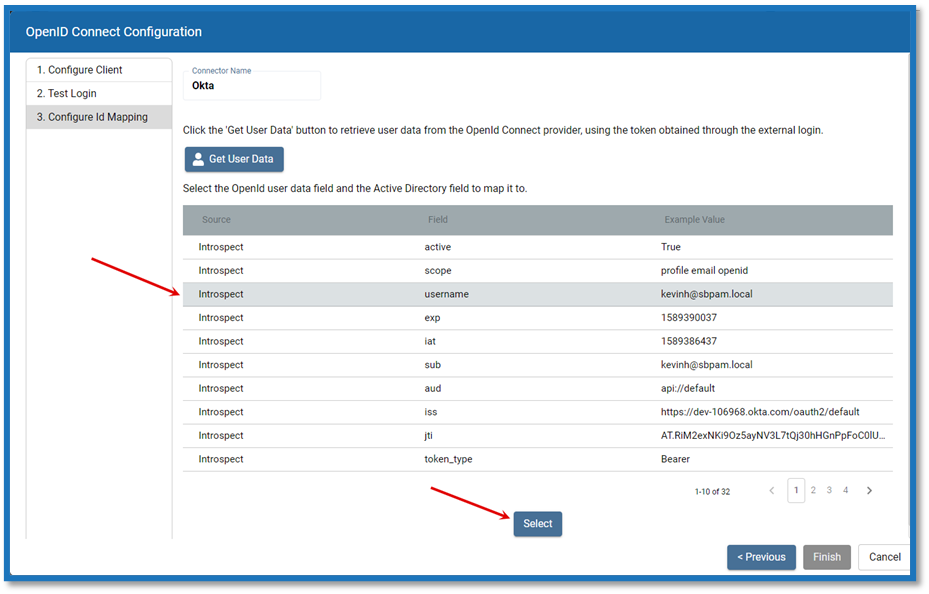 OpenID Connect Configuration
1. Configure Client
2. Test Login
3. Configure Id Mapping
Connector Name
Okta
Click the 'Get User Data' button to retrieve user data from the OpenId Connect provider, using the token obtained through the external login.
Get User Data
Select the OpenId user data field and the Active Directory field to map it to.
Source Field Example Value
Introspect active True
Introspect scope profile email openid
Introspect username kevinh@sbpam.local
Introspect exp 1589390037
Introspect iat 1589386437
Introspect sub kevinh@sbpam.local
Introspect aud api://default
Introspect iss https://dev-106968.okta.com/oauth2/default
Introspect jti AT.RiM2exNKi9Oz5ayNV3L7tQj30hHGnPpFoC0lU...
Introspect token_type Bearer
1-10 of 32 < 1 2 3 4 >
Select
< Previous Finish Cancel